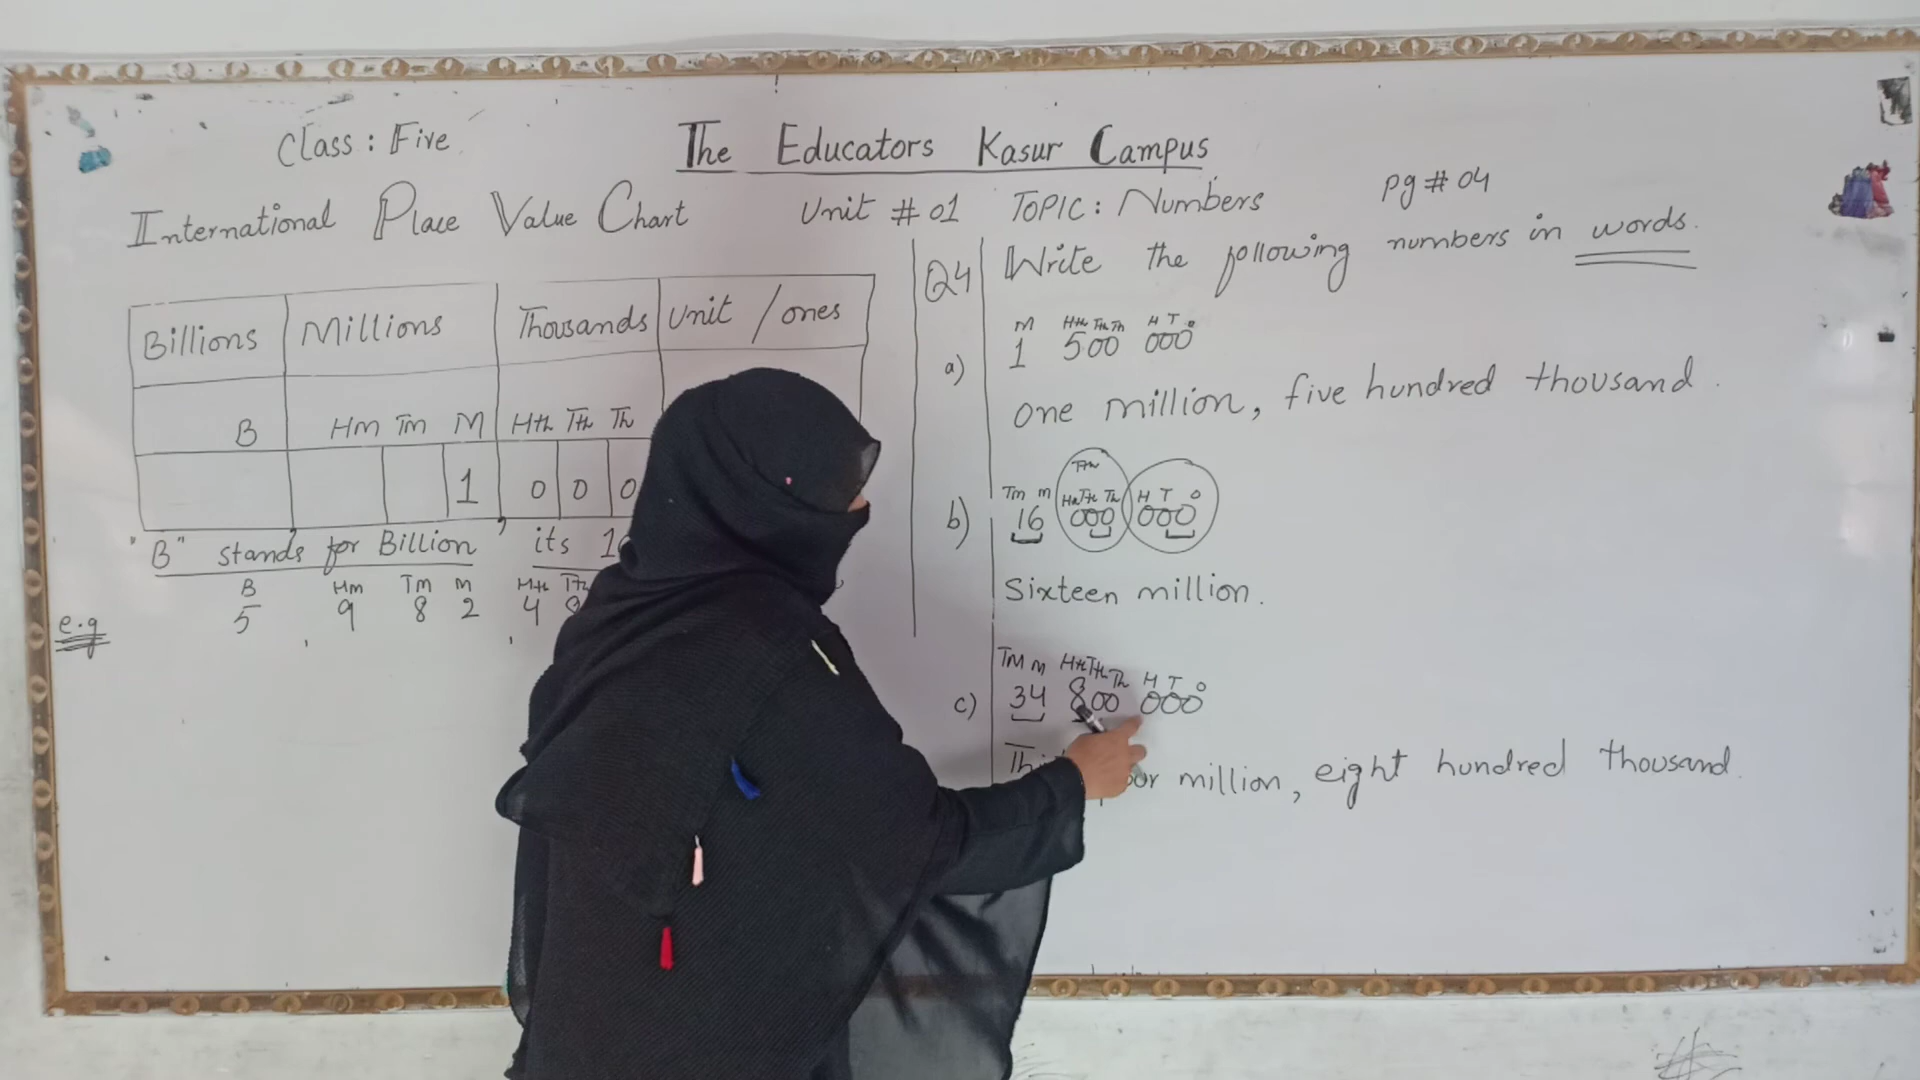 Class: Five
The Educators Kasur Campus
International Place Value Chart
Unit # 01 TOPIC: Numbers
pg # 04
Billions Millions Thousands Unit / ones
B Hm Tm M Hth Tth Th
1 0 0 0
"B" stands for Billion its
B Hm Tm M Hth Tth
e.g 5 , 9 8 2 , 4
Q4 Write the following numbers in words.
M Hth Tth Th H T O
a) 1 500 000
One million, five hundred thousand.
Tth
Tm m Hth Tth Th H T O
b) 16 000 000
Sixteen million.
TM m Hth Tth Th H T O
c) 34 800 000
million, eight hundred thousand.